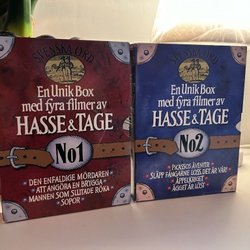 SVENSKA ORD
En Unik Box
med fyra filmer av
HASSE & TAGE
No1
DEN ENFALDIGE MÖRDAREN
ATT ANGÖRA EN BRYGGA
MANNEN SOM SLUTADE RÖKA
SOPOR
SVENSKA ORD
En Unik Box
med fyra filmer av
HASSE & TAGE
No2
PICASSOS ÄVENTYR
SLÄPP FÅNGARNE LOSS, DET ÄR VÅR!
ÄPPELKRIGET
ÄGGET ÄR LÖST!